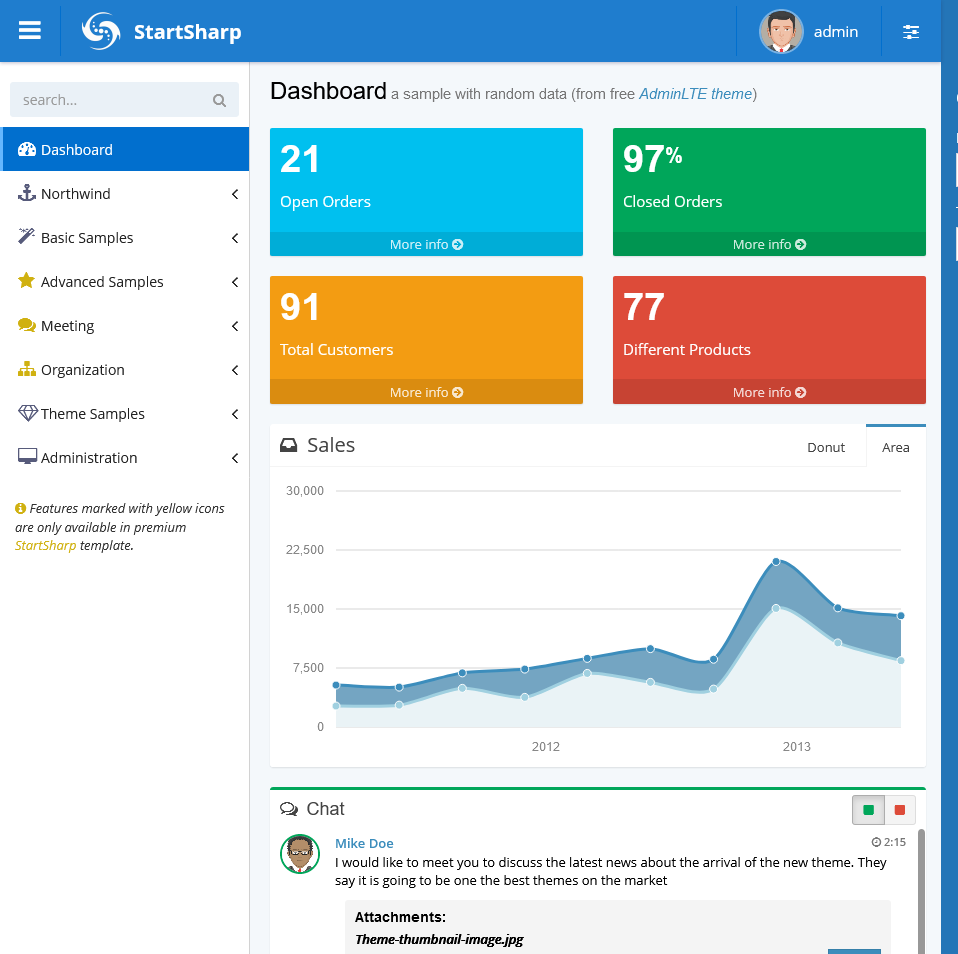 StartSharp
admin
search...
Dashboard
Northwind
Basic Samples
Advanced Samples
Meeting
Organization
Theme Samples
Administration
Features marked with yellow icons
are only available in premium
StartSharp template.
Dashboard a sample with random data (from free AdminLTE theme)
21
Open Orders
More info
97%
Closed Orders
More info
91
Total Customers
More info
77
Different Products
More info
Sales
Donut
Area
30,000
22,500
15,000
7,500
0
2012
2013
Chat
Mike Doe
2:15
I would like to meet you to discuss the latest news about the arrival of the new theme. They
say it is going to be one the best themes on the market
Attachments:
Theme-thumbnail-image.jpg